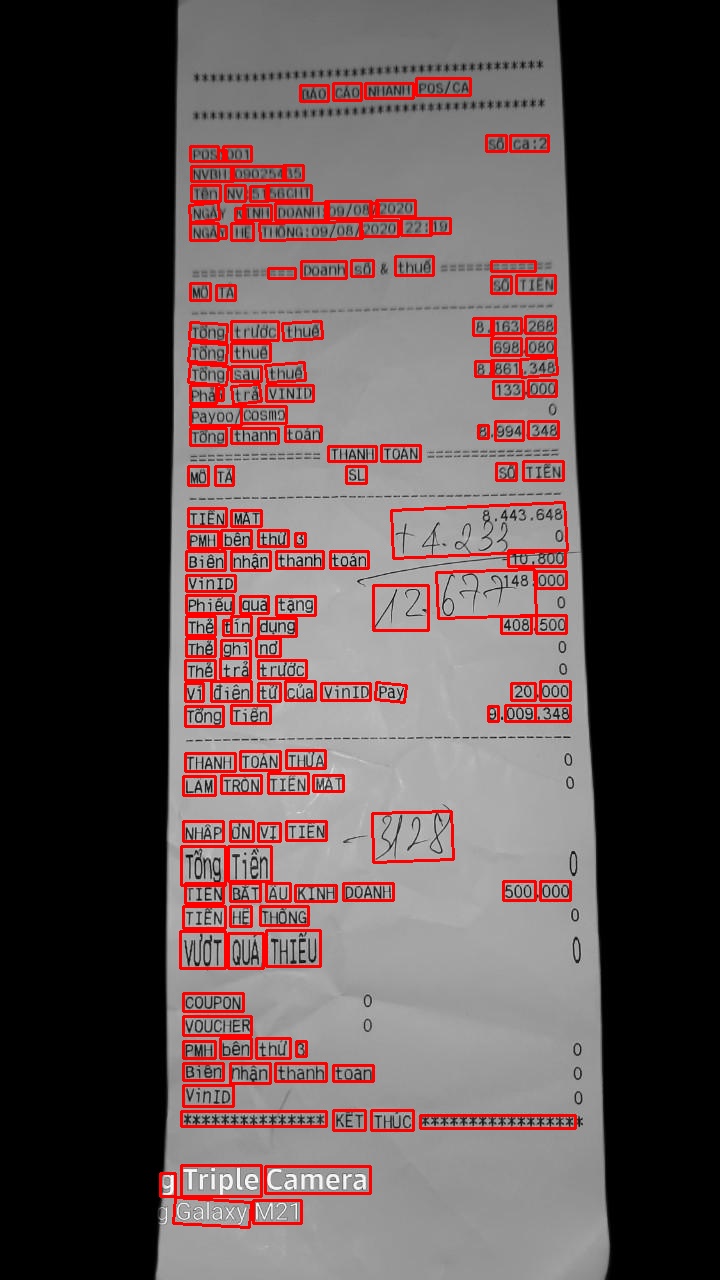 ******************************************
BÁO CÁO NHANH POS/CA
******************************************
Số ca:2
POS:001
NVBH:09025435
Tên NV:5156CHT
NGÀY KINH DOANH:09/08/2020
NGÀY HỆ THỐNG:09/08/2020 22:19
============= Doanh số & thuế =============
MÔ TẢ SỐ TIỀN
--------------------------------------------
Tổng trước thuế 8.163.268
Tổng thuế 698.080
Tổng sau thuế 8.861.348
Phải trả VINID 133.000
Payoo/Cosmo 0
Tổng thanh toán 8.994.348
================ THANH TOAN ================
MÔ TẢ SL SỐ TIỀN
--------------------------------------------
TIỀN MẶT 8.443.648
PMH bên thứ 3 0
+ 4.233
Biên nhận thanh toán -10.800
VinID 148.000
12.677
Phiếu quà tặng 0
Thẻ tín dụng 408.500
Thẻ ghi nợ 0
Thẻ trả trước 0
Ví điện tử của VinID Pay 20.000
Tổng Tiền 9.009.348
--------------------------------------------
THANH TOÁN THỪA 0
LÀM TRÒN TIỀN MẶT 0
NHẬP ƠN VỊ TIỀN
- 3128
Tổng Tiền 0
TIỀN BẮT ẦU KINH DOANH 500.000
TIỀN HỆ THỐNG 0
VƯỢT QUÁ THIẾU 0
COUPON 0
VOUCHER 0
PMH bên thứ 3 0
Biên nhận thanh toan 0
VinID 0
**************** KẾT THÚC *****************
g Triple Camera
g Galaxy M21